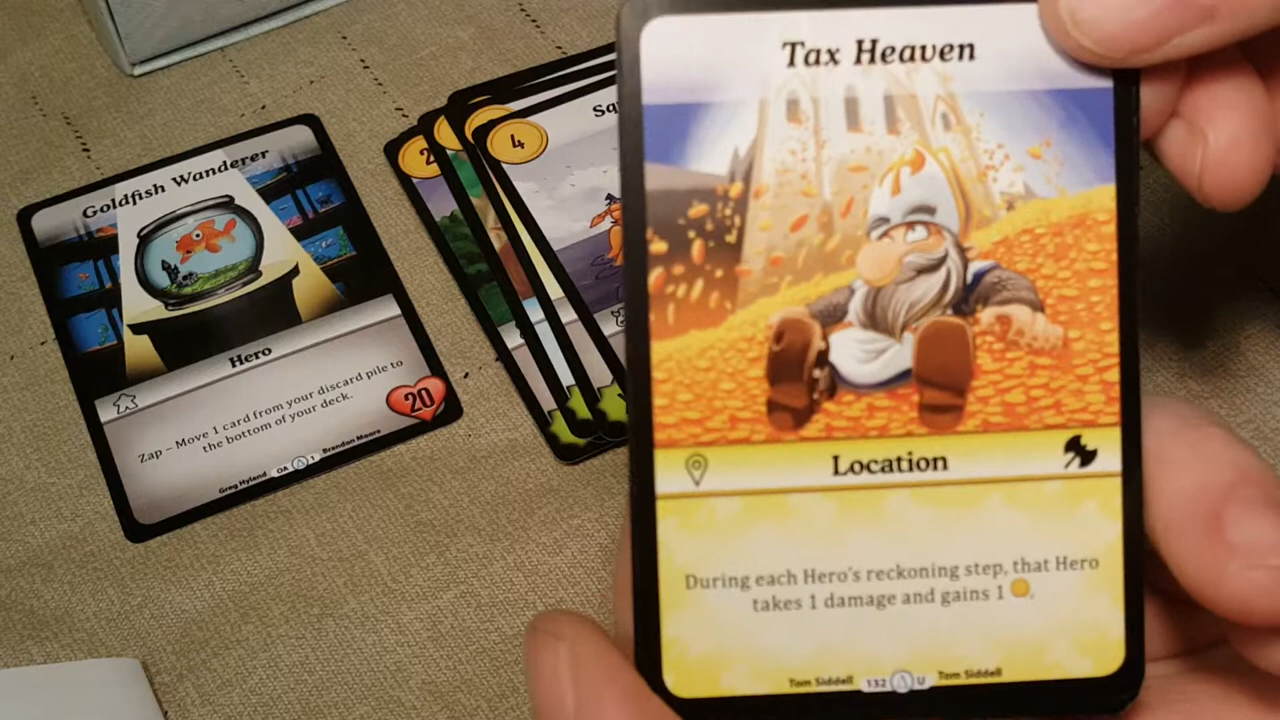 Goldfish Wanderer
Hero
Zap – Move 1 card from your discard pile to
the bottom of your deck.
20
Greg Hyland OA 1 Brandon Moore
2
4
Tax Heaven
Location
During each Hero's reckoning step, that Hero
takes 1 damage and gains 1 .
Tom Siddell 132 U Tom Siddell